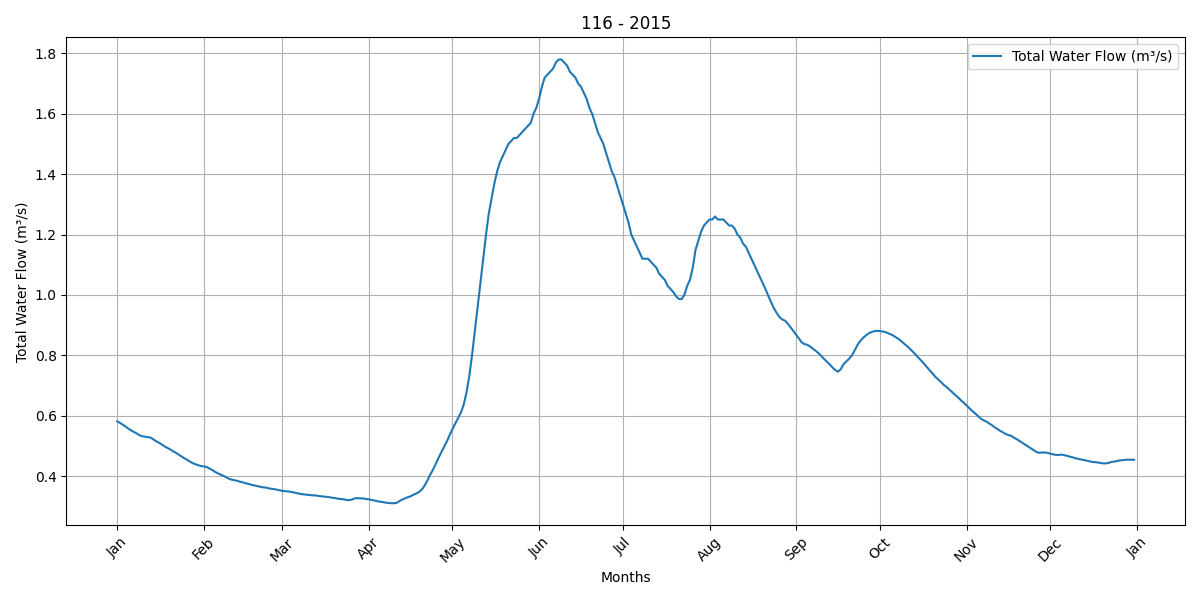 116 - 2015
Total Water Flow (m³/s)
Total Water Flow (m³/s)
1.8
1.6
1.4
1.2
1.0
0.8
0.6
0.4
Jan Feb Mar Apr May Jun Jul Aug Sep Oct Nov Dec Jan
Months